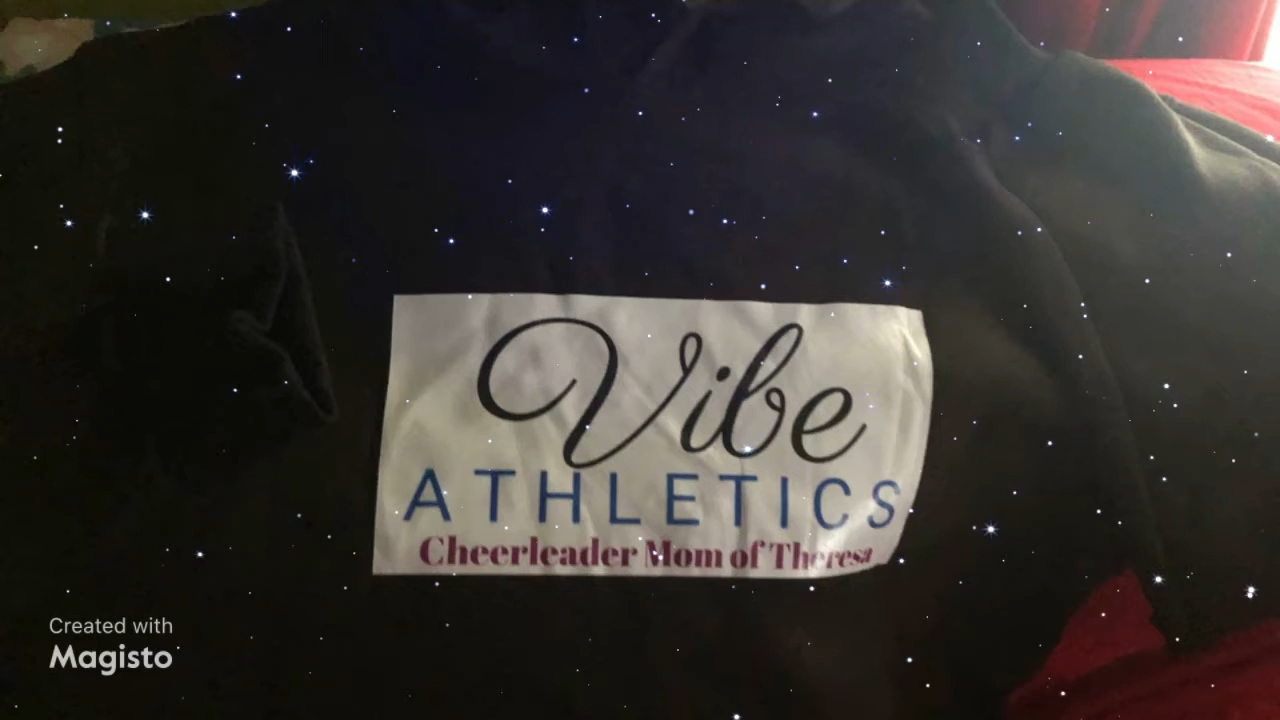 Vibe
ATHLETICS
Cheerleader Mom of Theresa
Created with
Magisto